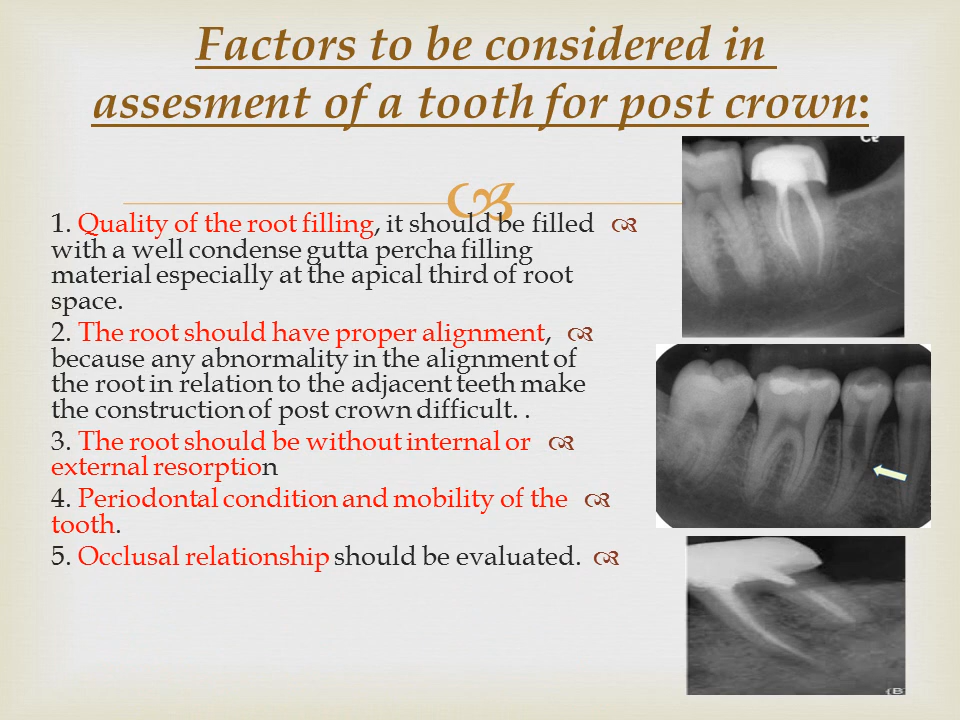 Factors to be considered in
assesment of a tooth for post crown:
1. Quality of the root filling, it should be filled
with a well condense gutta percha filling
material especially at the apical third of root
space.
2. The root should have proper alignment,
because any abnormality in the alignment of
the root in relation to the adjacent teeth make
the construction of post crown difficult. .
3. The root should be without internal or
external resorption
4. Periodontal condition and mobility of the
tooth.
5. Occlusal relationship should be evaluated.
(B)